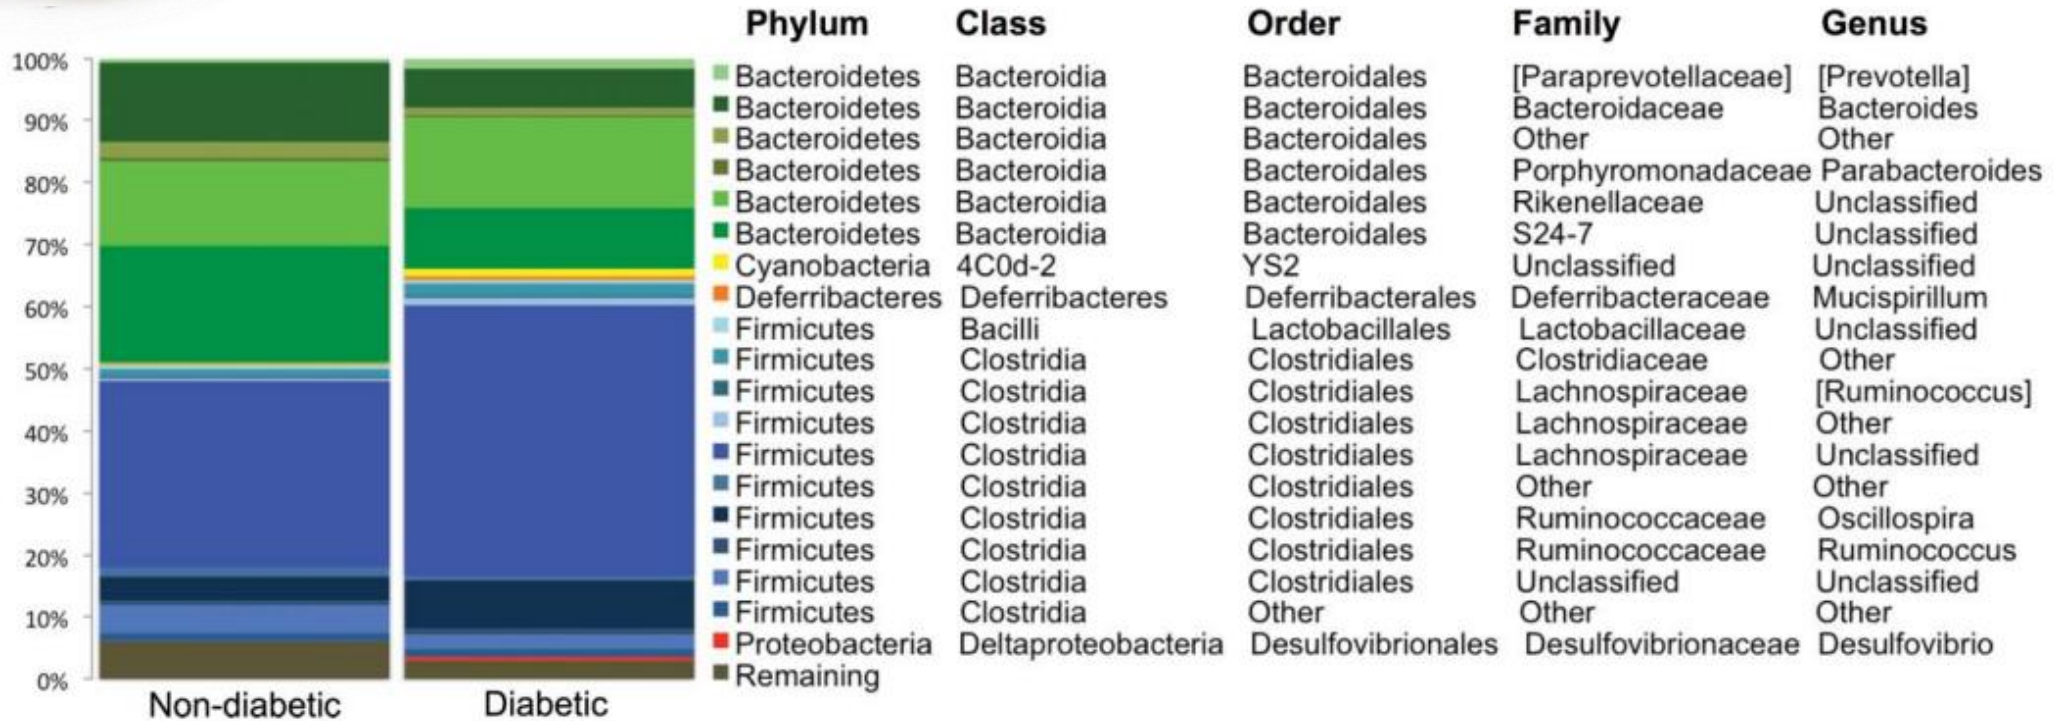 Phylum Class Order Family Genus
100%
90%
80%
70%
60%
50%
40%
30%
20%
10%
0%
Bacteroidetes Bacteroidia Bacteroidales [Paraprevotellaceae] [Prevotella]
Bacteroidetes Bacteroidia Bacteroidales Bacteroidaceae Bacteroides
Bacteroidetes Bacteroidia Bacteroidales Other Other
Bacteroidetes Bacteroidia Bacteroidales Porphyromonadaceae Parabacteroides
Bacteroidetes Bacteroidia Bacteroidales Rikenellaceae Unclassified
Bacteroidetes Bacteroidia Bacteroidales S24-7 Unclassified
Cyanobacteria 4C0d-2 YS2 Unclassified Unclassified
Deferribacteres Deferribacteres Deferribacterales Deferribacteraceae Mucispirillum
Firmicutes Bacilli Lactobacillales Lactobacillaceae Unclassified
Firmicutes Clostridia Clostridiales Clostridiaceae Other
Firmicutes Clostridia Clostridiales Lachnospiraceae [Ruminococcus]
Firmicutes Clostridia Clostridiales Lachnospiraceae Other
Firmicutes Clostridia Clostridiales Lachnospiraceae Unclassified
Firmicutes Clostridia Clostridiales Other Other
Firmicutes Clostridia Clostridiales Ruminococcaceae Oscillospira
Firmicutes Clostridia Clostridiales Ruminococcaceae Ruminococcus
Firmicutes Clostridia Clostridiales Unclassified Unclassified
Firmicutes Clostridia Other Other Other
Proteobacteria Deltaproteobacteria Desulfovibrionales Desulfovibrionaceae Desulfovibrio
Remaining
Non-diabetic Diabetic